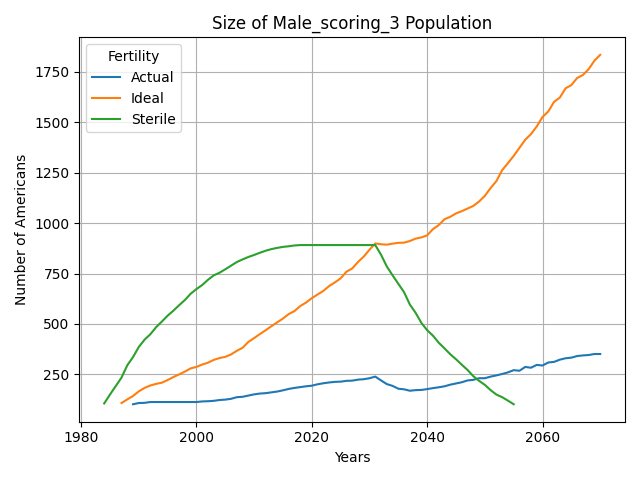 Size of Male_scoring_3 Population
Fertility
Actual
Ideal
Sterile
Number of Americans
1750
1500
1250
1000
750
500
250
1980
2000
2020
2040
2060
Years